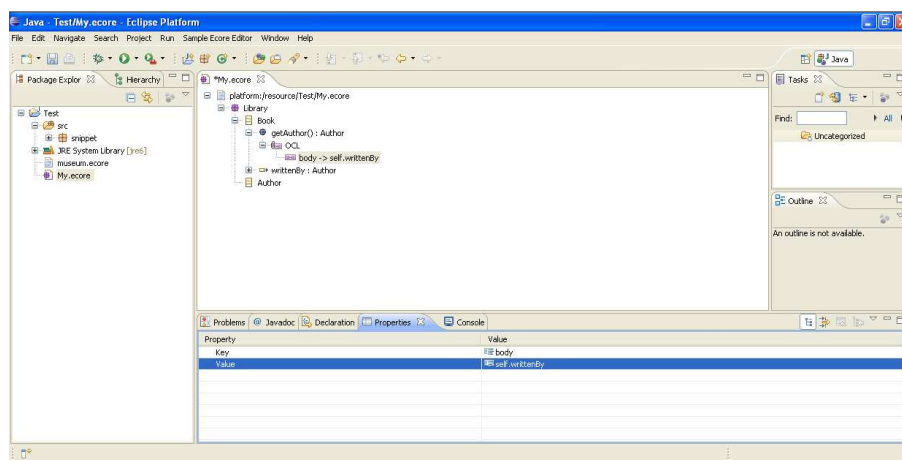 Java - Test/My.ecore - Eclipse Platform
File Edit Navigate Search Project Run Sample Ecore Editor Window Help
Java
Package Explor Hierarchy
Test
src
snippet
JRE System Library [jre6]
museum.ecore
My.ecore
*My.ecore
platform:/resource/Test/My.ecore
Library
Book
getAuthor() : Author
OCL
body -> self.writtenBy
writtenBy : Author
Author
Tasks
Find: All
Uncategorized
Outline
An outline is not available.
Problems @ Javadoc Declaration Properties Console
Property Value
Key body
Value self.writtenBy